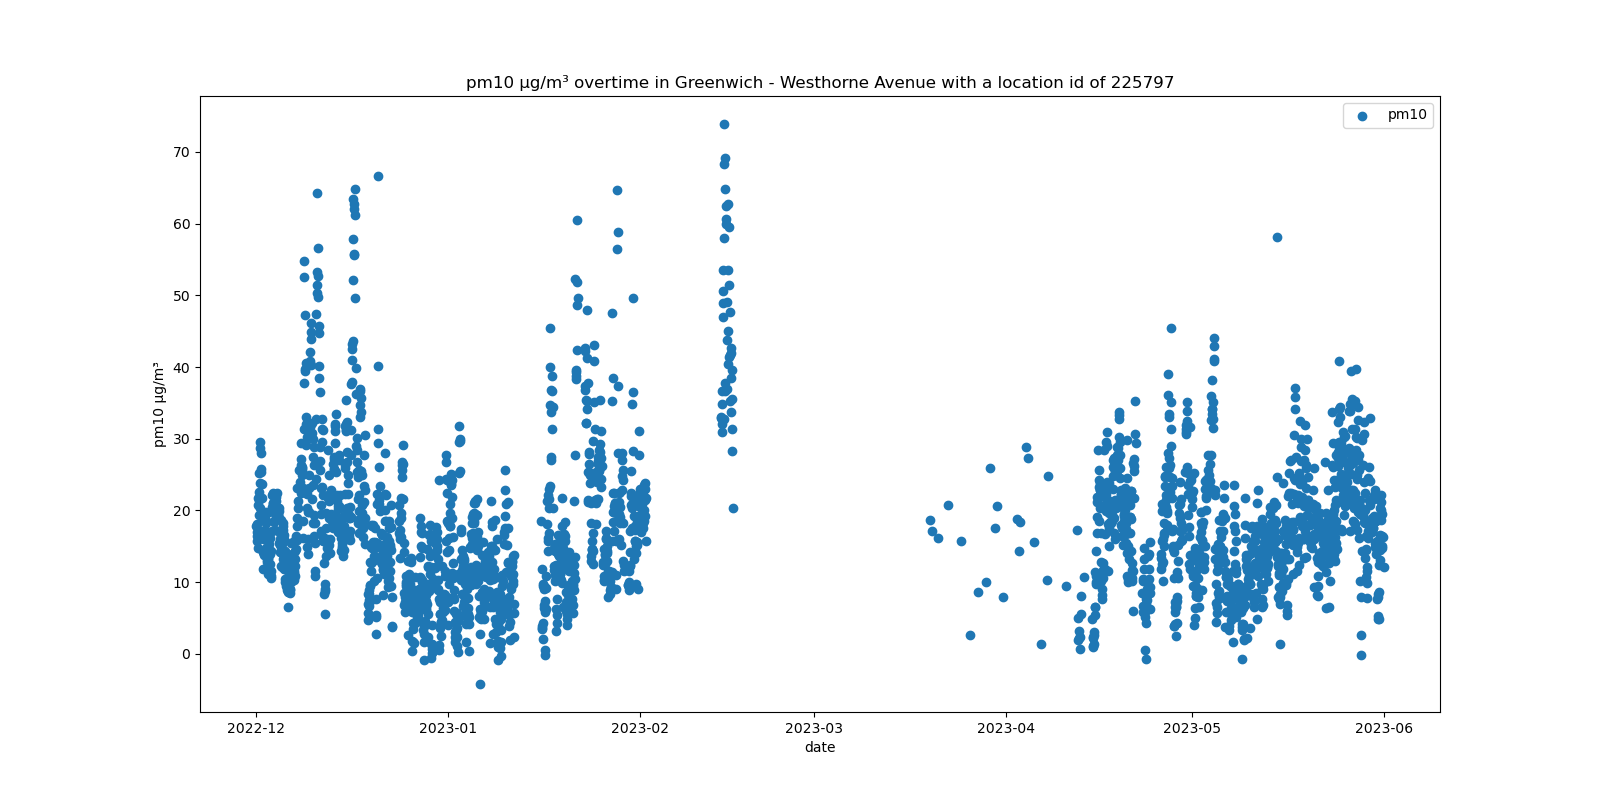 pm10 μg/m³ overtime in Greenwich - Westhorne Avenue with a location id of 225797
pm10
70
60
50
40
30
20
10
0
pm10 μg/m³
2022-12 2023-01 2023-02 2023-03 2023-04 2023-05 2023-06
date